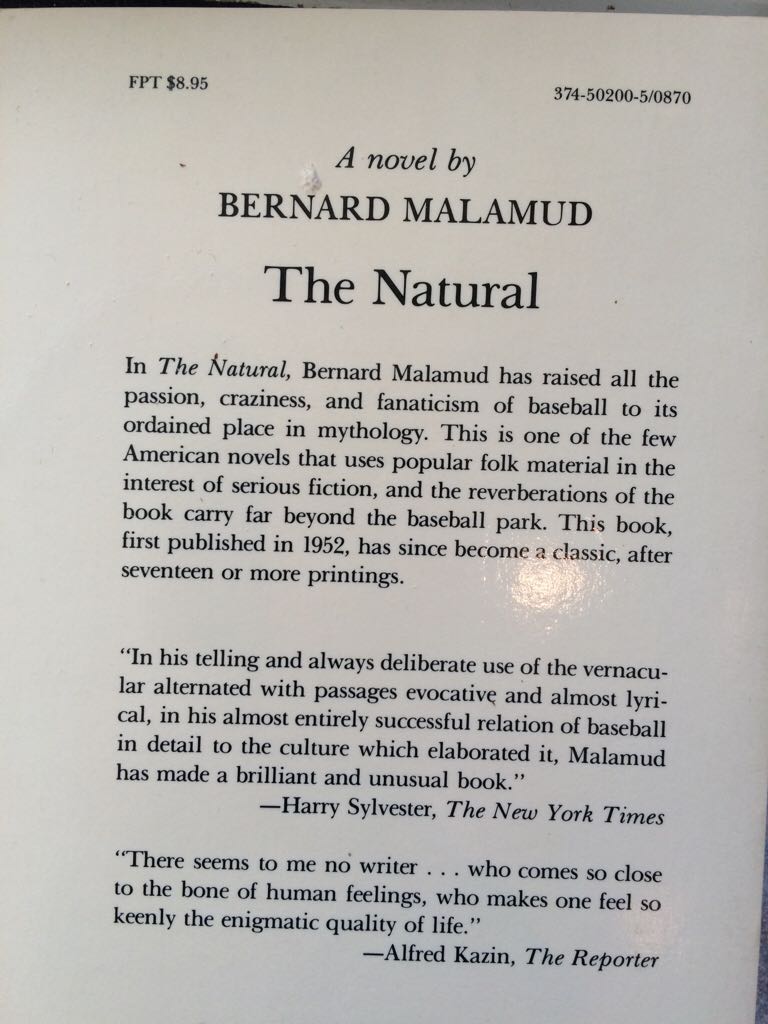 FPT $8.95
374-50200-5/0870
A novel by
BERNARD MALAMUD
The Natural
In The Natural, Bernard Malamud has raised all the
passion, craziness, and fanaticism of baseball to its
ordained place in mythology. This is one of the few
American novels that uses popular folk material in the
interest of serious fiction, and the reverberations of the
book carry far beyond the baseball park. This book,
first published in 1952, has since become a classic, after
seventeen or more printings.
“In his telling and always deliberate use of the vernacu-
lar alternated with passages evocative and almost lyri-
cal, in his almost entirely successful relation of baseball
in detail to the culture which elaborated it, Malamud
has made a brilliant and unusual book.”
—Harry Sylvester, The New York Times
“There seems to me no writer . . . who comes so close
to the bone of human feelings, who makes one feel so
keenly the enigmatic quality of life.”
—Alfred Kazin, The Reporter